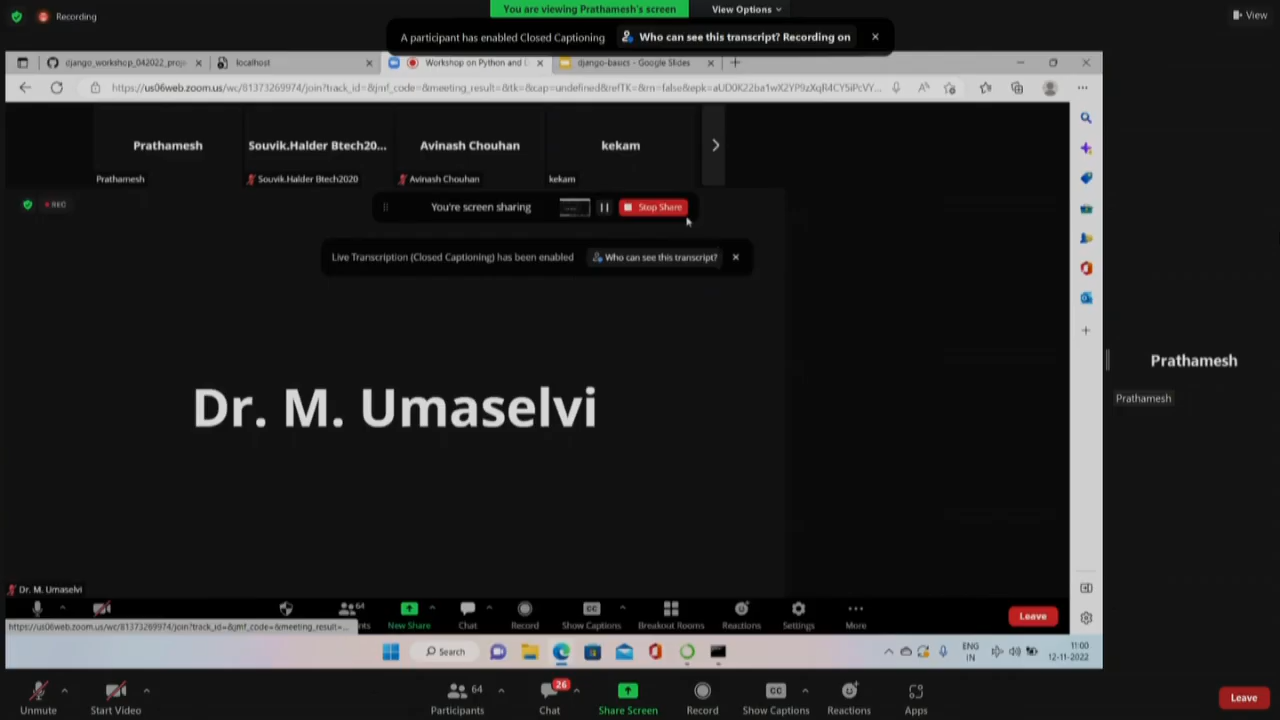 Recording
You are viewing Prathamesh's screen
View Options
View
A participant has enabled Closed Captioning
Who can see this transcript? Recording on
django_workshop_042022_proje
localhost
Workshop on Python and
django-basics - Google Slides
Prathamesh
Souvik.Halder Btech20...
Avinash Chouhan
kekam
Prathamesh
Souvik.Halder Btech2020
Avinash Chouhan
kekam
REC
You're screen sharing
Stop Share
Live Transcription (Closed Captioning) has been enabled
Who can see this transcript?
Prathamesh
Prathamesh
Dr. M. Umaselvi
Dr. M. Umaselvi
64
nts
New Share
Chat
Record
CC
Show Captions
Breakout Rooms
Reactions
Settings
More
Leave
Search
ENG
IN
11:00
12-11-2022
Unmute
Start Video
64
Participants
26
Chat
Share Screen
Record
CC
Show Captions
Reactions
Apps
Leave